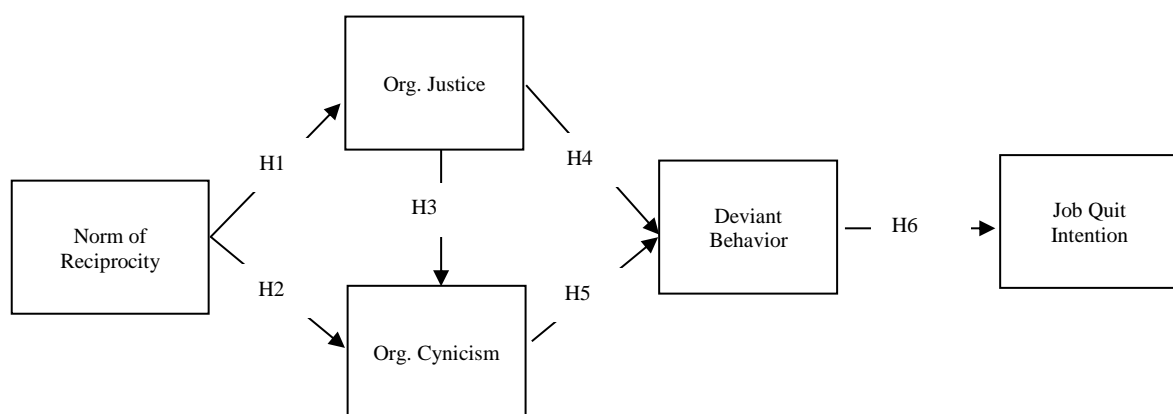 Org. Justice
H1
H4
H3
Norm of
Reciprocity
Deviant
Behavior
H6
Job Quit
Intention
H2
H5
Org. Cynicism